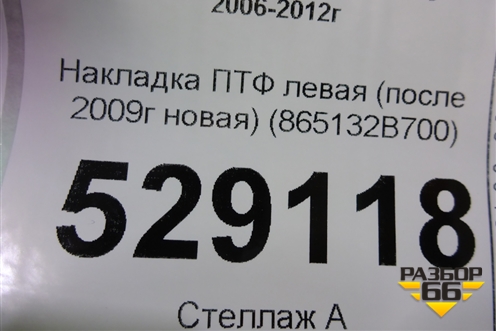 2006-2012г
Накладка ПТФ левая (после
2009г новая) (865132B700)
529118
Стеллаж А
РАЗБОР
66